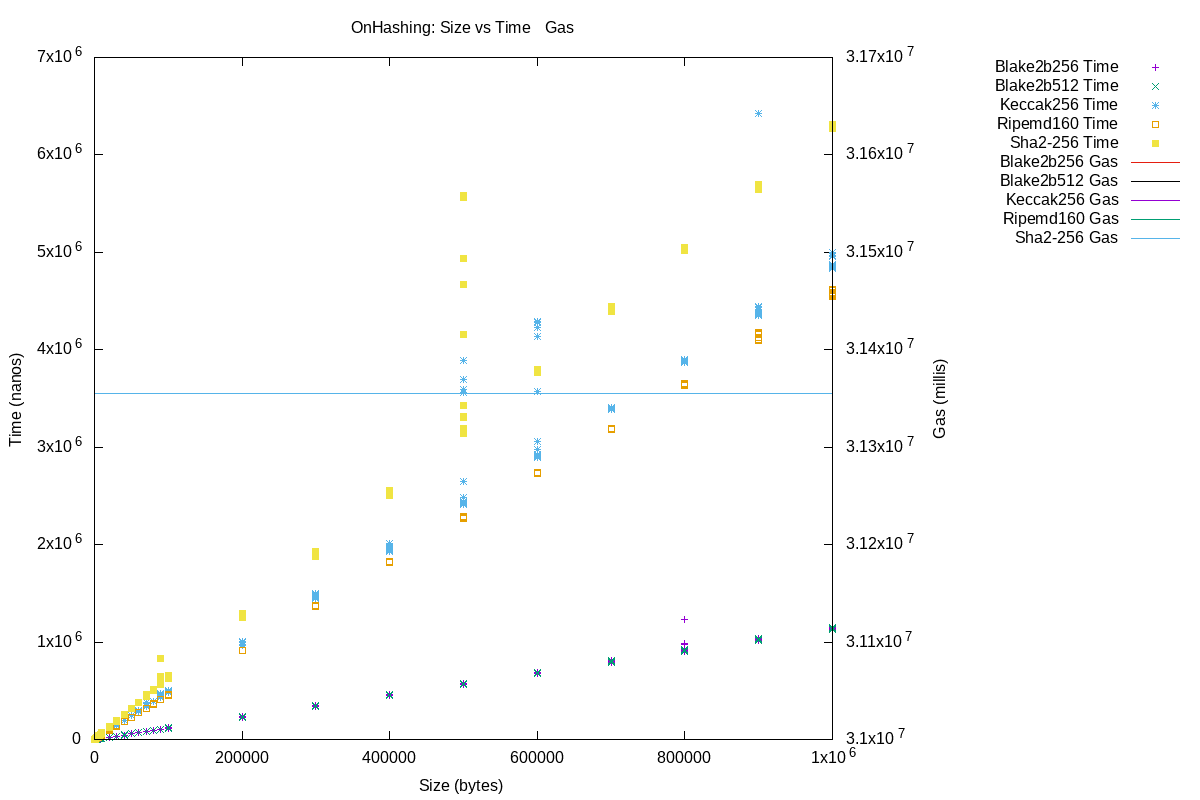 OnHashing: Size vs Time Gas
7x10^6
6x10^6
5x10^6
4x10^6
3x10^6
2x10^6
1x10^6
0
Time (nanos)
0 200000 400000 600000 800000 1x10^6
Size (bytes)
3.17x10^7
3.16x10^7
3.15x10^7
3.14x10^7
3.13x10^7
3.12x10^7
3.11x10^7
3.1x10^7
Gas (millis)
Blake2b256 Time
Blake2b512 Time
Keccak256 Time
Ripemd160 Time
Sha2-256 Time
Blake2b256 Gas
Blake2b512 Gas
Keccak256 Gas
Ripemd160 Gas
Sha2-256 Gas